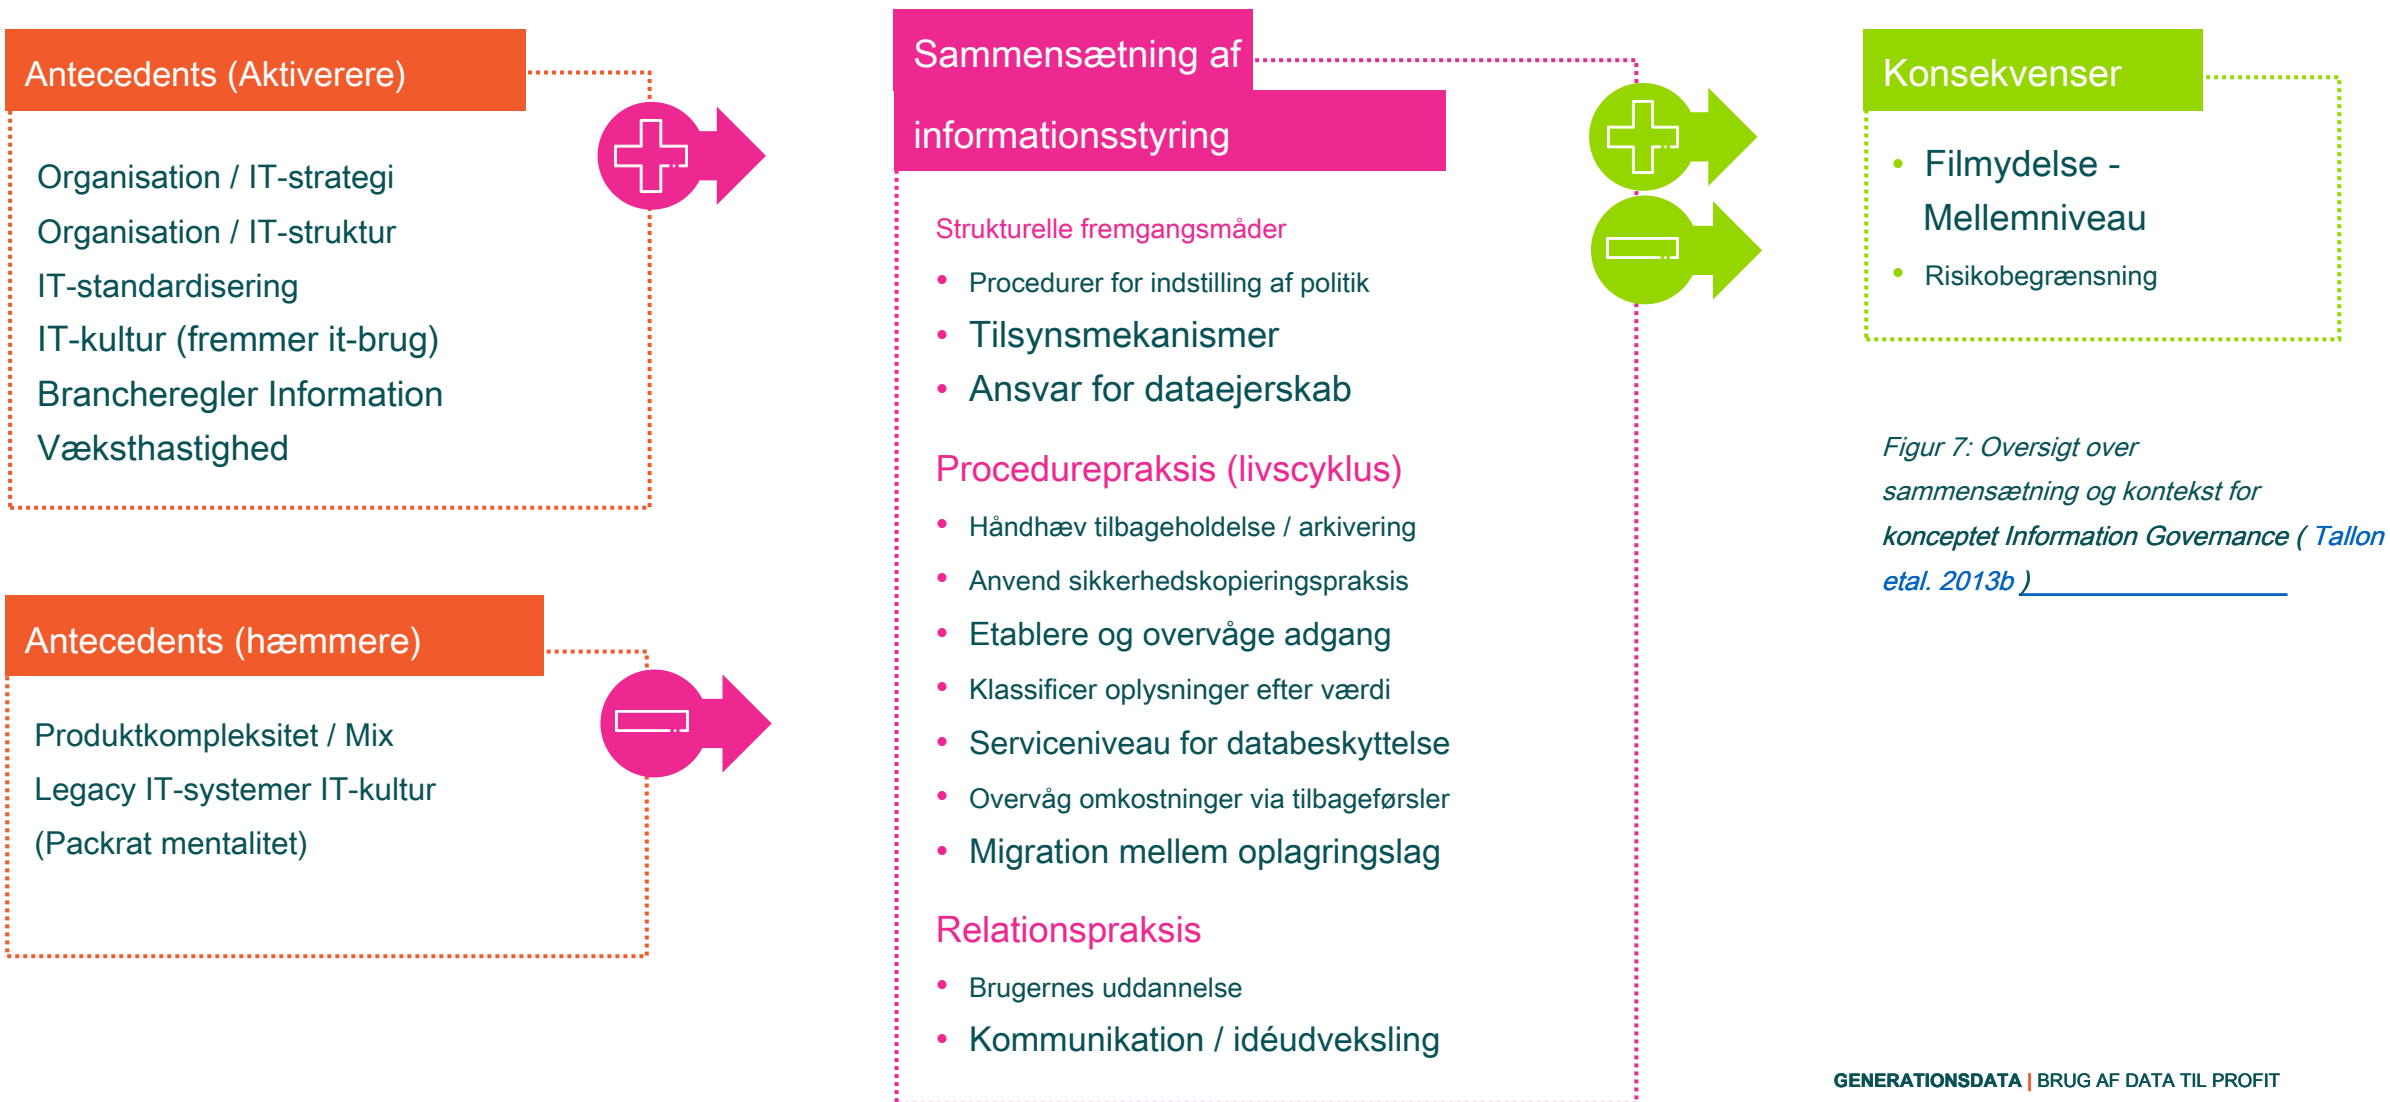 Antecedents (Aktiverere)
Organisation / IT-strategi
Organisation / IT-struktur
IT-standardisering
IT-kultur (fremmer it-brug)
Brancheregler Information
Væksthastighed
Antecedents (hæmmere)
Produktkompleksitet / Mix
Legacy IT-systemer IT-kultur
(Packrat mentalitet)
Sammensætning af
informationsstyring
Strukturelle fremgangsmåder
• Procedurer for indstilling af politik
• Tilsynsmekanismer
• Ansvar for dataejerskab
Procedurepraksis (livscyklus)
• Håndhæv tilbageholdelse / arkivering
• Anvend sikkerhedskopieringspraksis
• Etablere og overvåge adgang
• Klassificer oplysninger efter værdi
• Serviceniveau for databeskyttelse
• Overvåg omkostninger via tilbageførsler
• Migration mellem oplagringslag
Relationspraksis
• Brugernes uddannelse
• Kommunikation / idéudveksling
Konsekvenser
• Filmydelse -
Mellemniveau
• Risikobegrænsning
Figur 7: Oversigt over
sammensætning og kontekst for
konceptet Information Governance ( Tallon
etal. 2013b )
GENERATIONSDATA | BRUG AF DATA TIL PROFIT